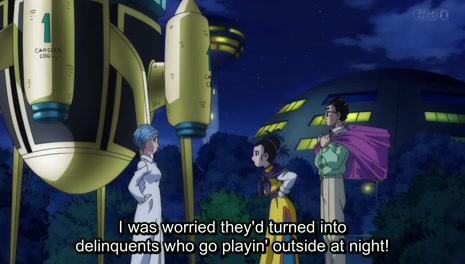 1
CAPSULE
CORP.
I was worried they'd turned into
delinquents who go playin' outside at night!